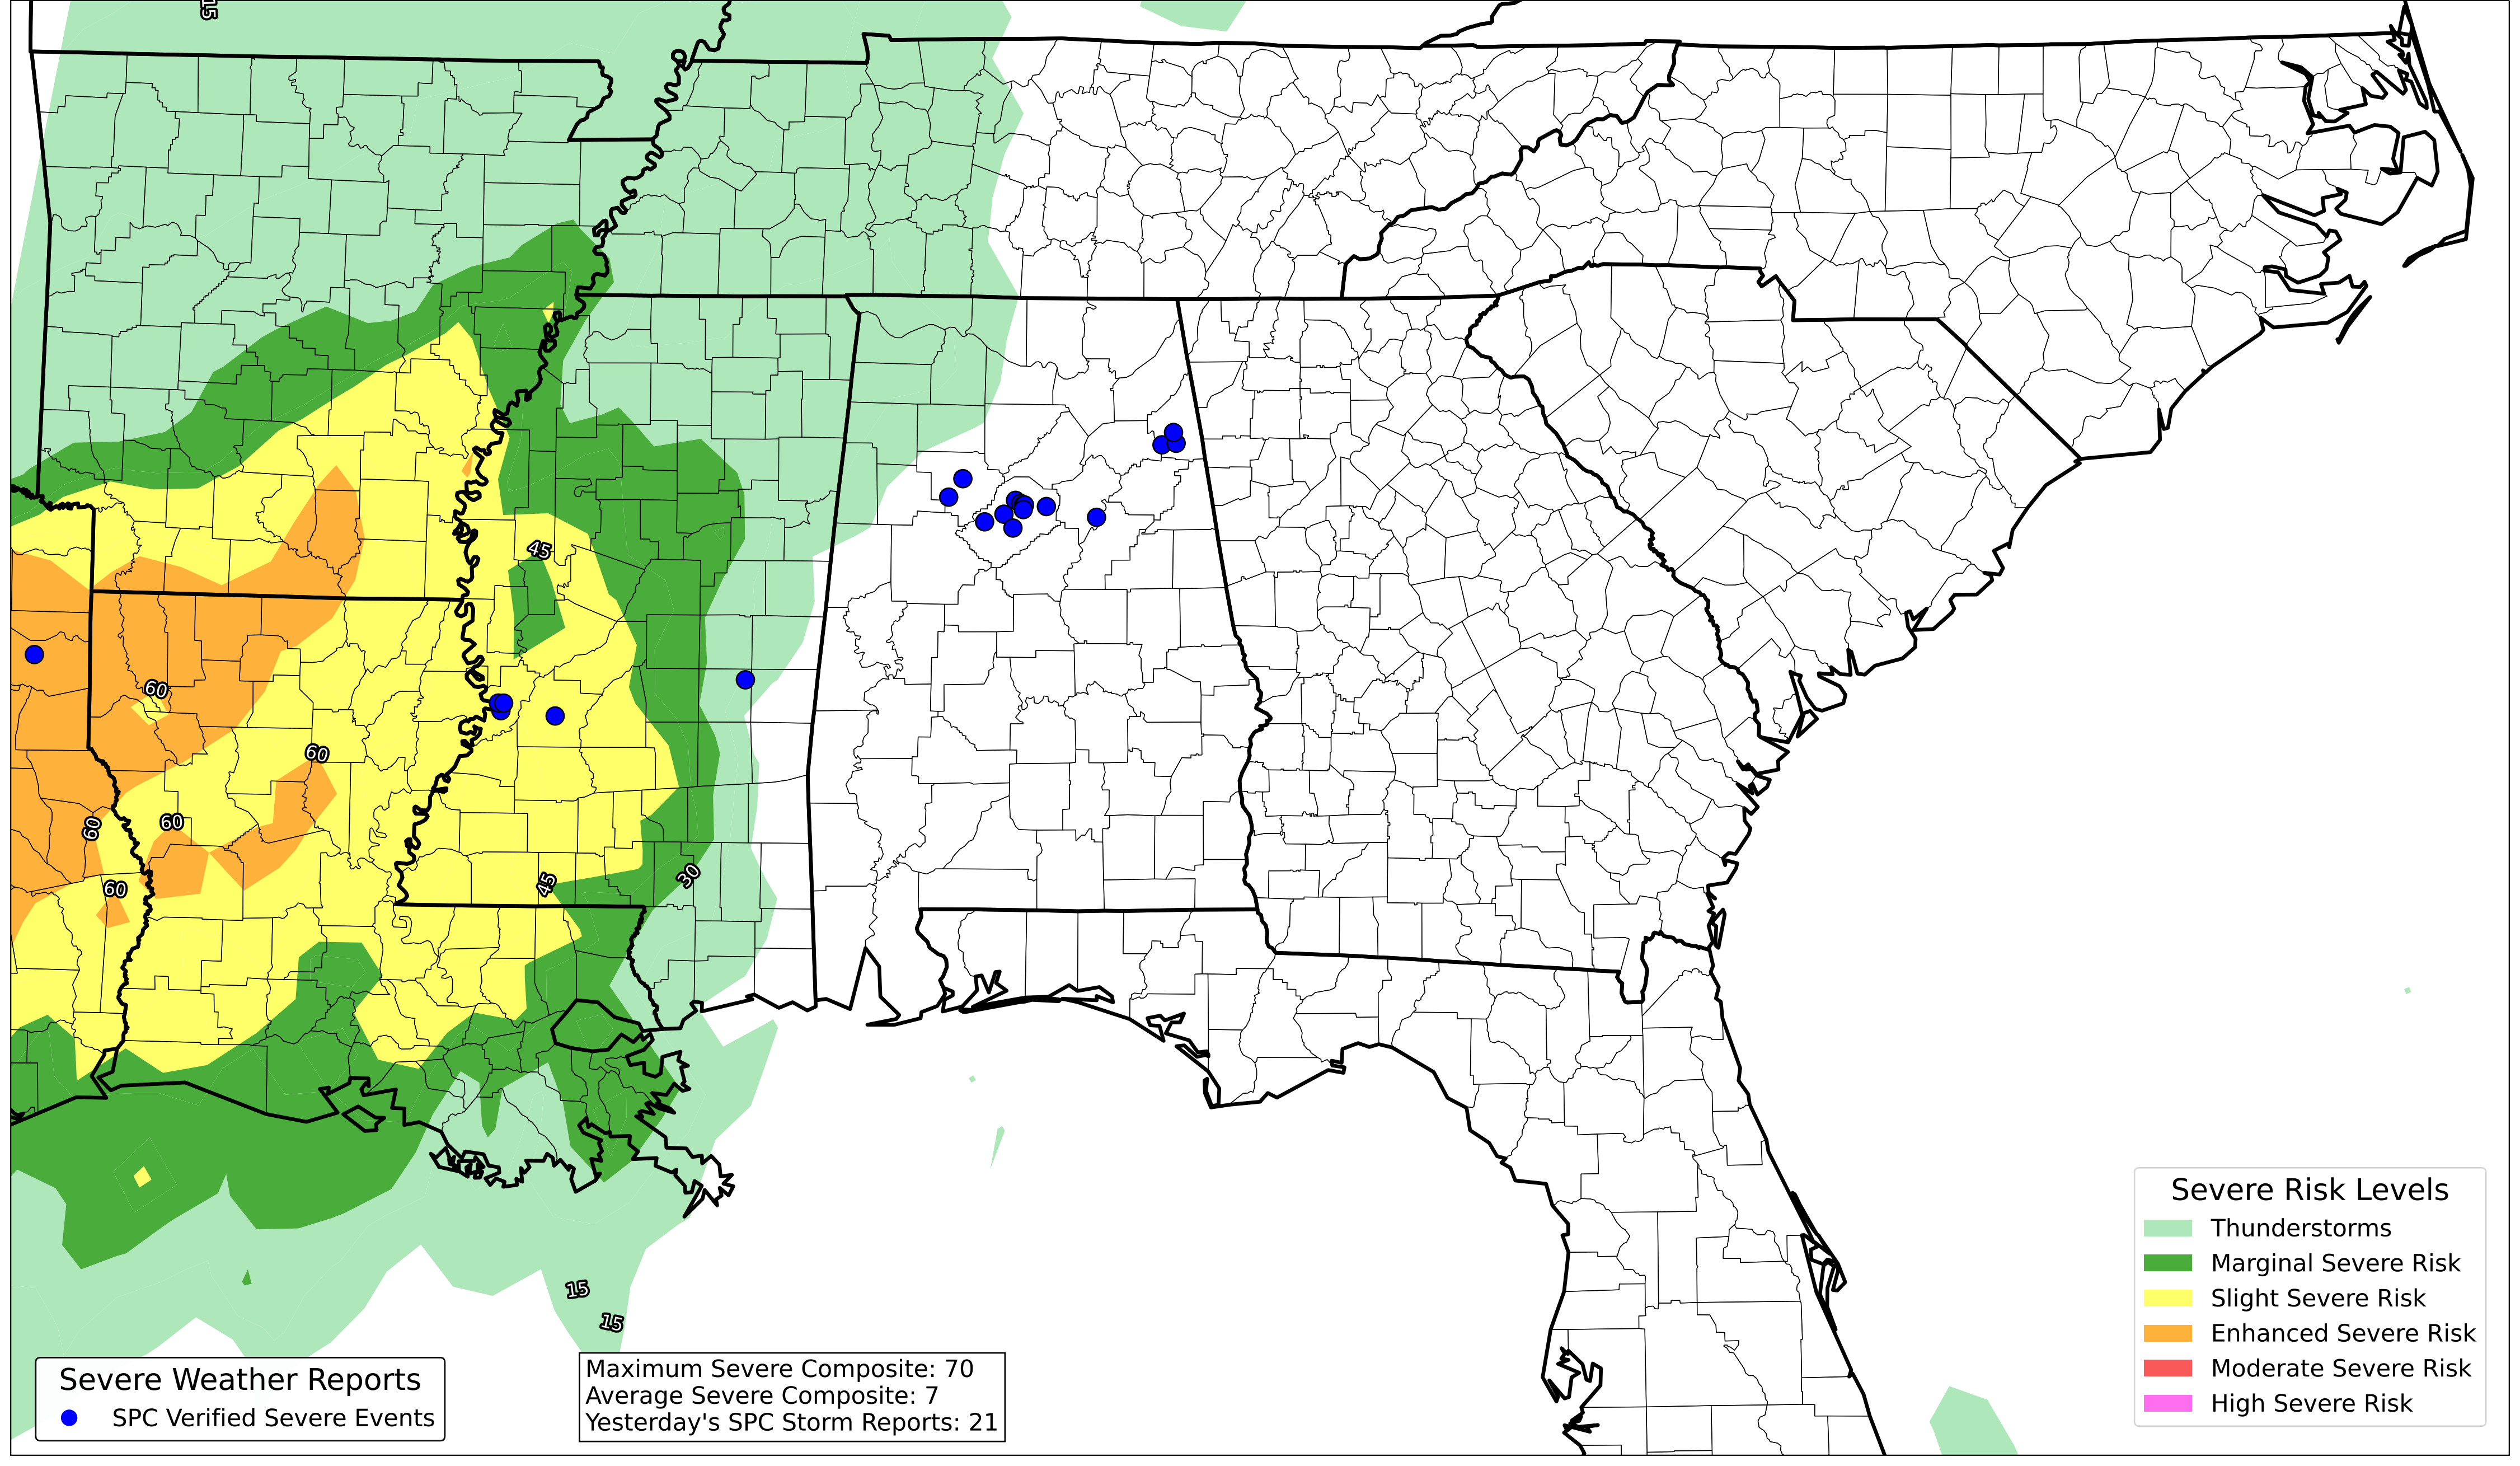 15
45
60
60
60
60
60
45
30
15
15
Severe Weather Reports
SPC Verified Severe Events
Maximum Severe Composite: 70
Average Severe Composite: 7
Yesterday's SPC Storm Reports: 21
Severe Risk Levels
Thunderstorms
Marginal Severe Risk
Slight Severe Risk
Enhanced Severe Risk
Moderate Severe Risk
High Severe Risk